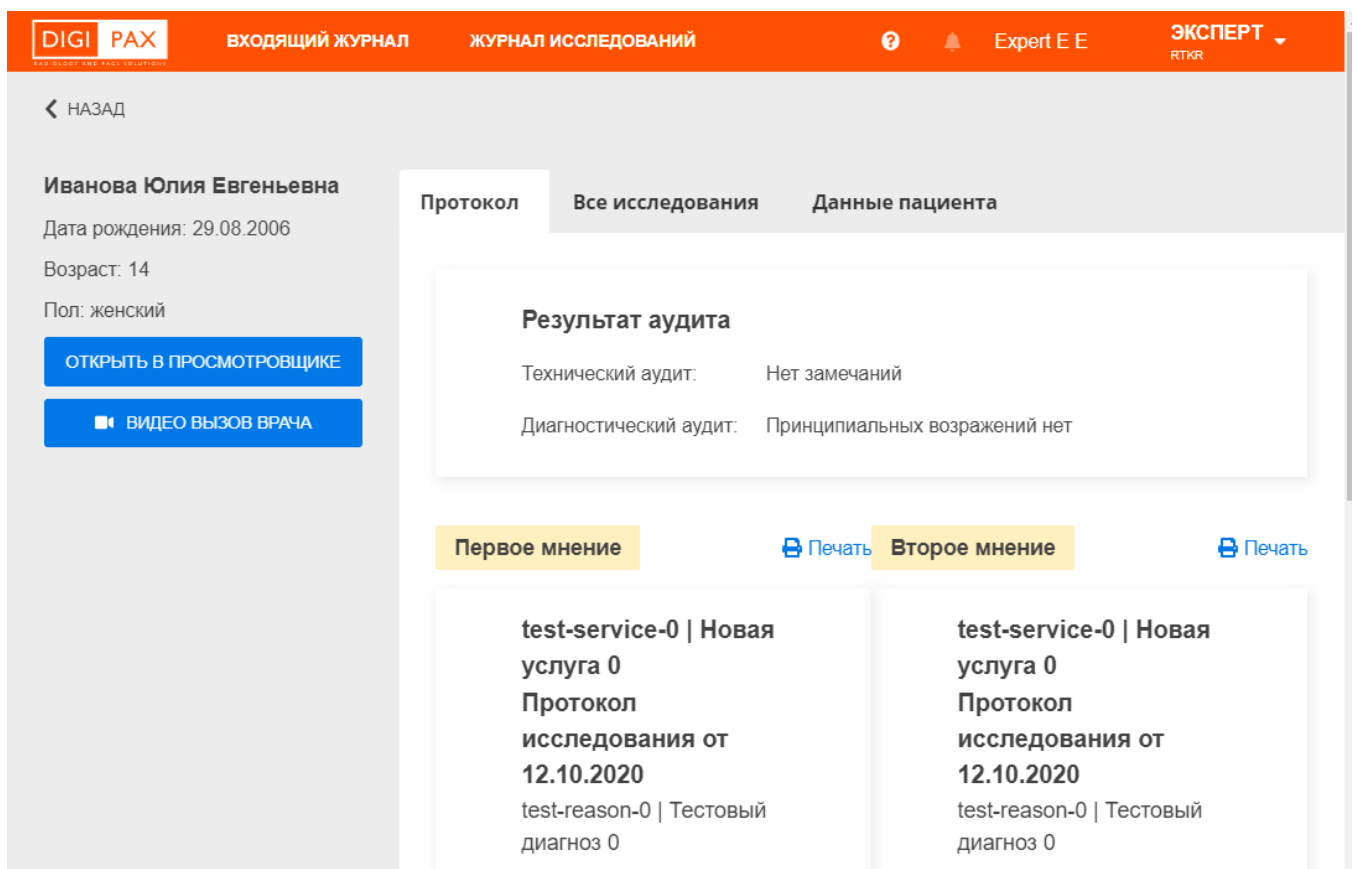 DIGI PAX
RADIOLOGY AND PACS SOLUTIONS
ВХОДЯЩИЙ ЖУРНАЛ
ЖУРНАЛ ИССЛЕДОВАНИЙ
Expert E E
ЭКСПЕРТ
RTKR
НАЗАД
Иванова Юлия Евгеньевна
Дата рождения: 29.08.2006
Возраст: 14
Пол: женский
ОТКРЫТЬ В ПРОСМОТРОВЩИКЕ
ВИДЕО ВЫЗОВ ВРАЧА
Протокол
Все исследования
Данные пациента
Результат аудита
Технический аудит: Нет замечаний
Диагностический аудит: Принципиальных возражений нет
Первое мнение
Печать
test-service-0 | Новая
услуга 0
Протокол
исследования от
12.10.2020
test-reason-0 | Тестовый
диагноз 0
Второе мнение
Печать
test-service-0 | Новая
услуга 0
Протокол
исследования от
12.10.2020
test-reason-0 | Тестовый
диагноз 0